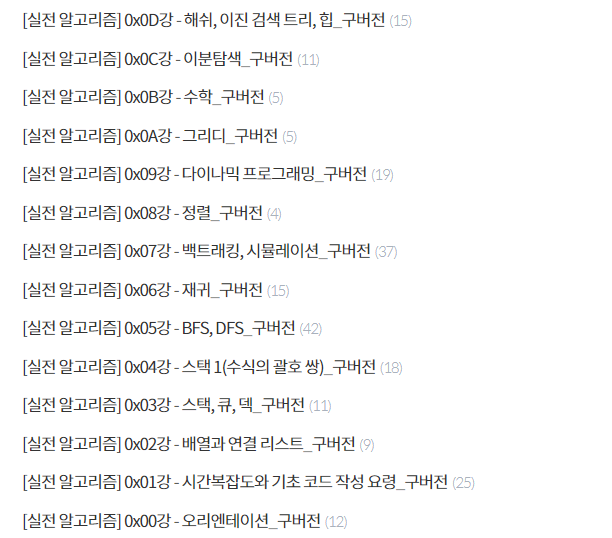 [실전 알고리즘] 0x0D강 - 해쉬, 이진 검색 트리, 힙_구버전 (15)
[실전 알고리즘] 0x0C강 - 이분탐색_구버전 (11)
[실전 알고리즘] 0x0B강 - 수학_구버전 (5)
[실전 알고리즘] 0x0A강 - 그리디_구버전 (5)
[실전 알고리즘] 0x09강 - 다이나믹 프로그래밍_구버전 (19)
[실전 알고리즘] 0x08강 - 정렬_구버전 (4)
[실전 알고리즘] 0x07강 - 백트래킹, 시뮬레이션_구버전 (37)
[실전 알고리즘] 0x06강 - 재귀_구버전 (15)
[실전 알고리즘] 0x05강 - BFS, DFS_구버전 (42)
[실전 알고리즘] 0x04강 - 스택 1(수식의 괄호 쌍)_구버전 (18)
[실전 알고리즘] 0x03강 - 스택, 큐, 덱_구버전 (11)
[실전 알고리즘] 0x02강 - 배열과 연결 리스트_구버전 (9)
[실전 알고리즘] 0x01강 - 시간복잡도와 기초 코드 작성 요령_구버전 (25)
[실전 알고리즘] 0x00강 - 오리엔테이션_구버전 (12)